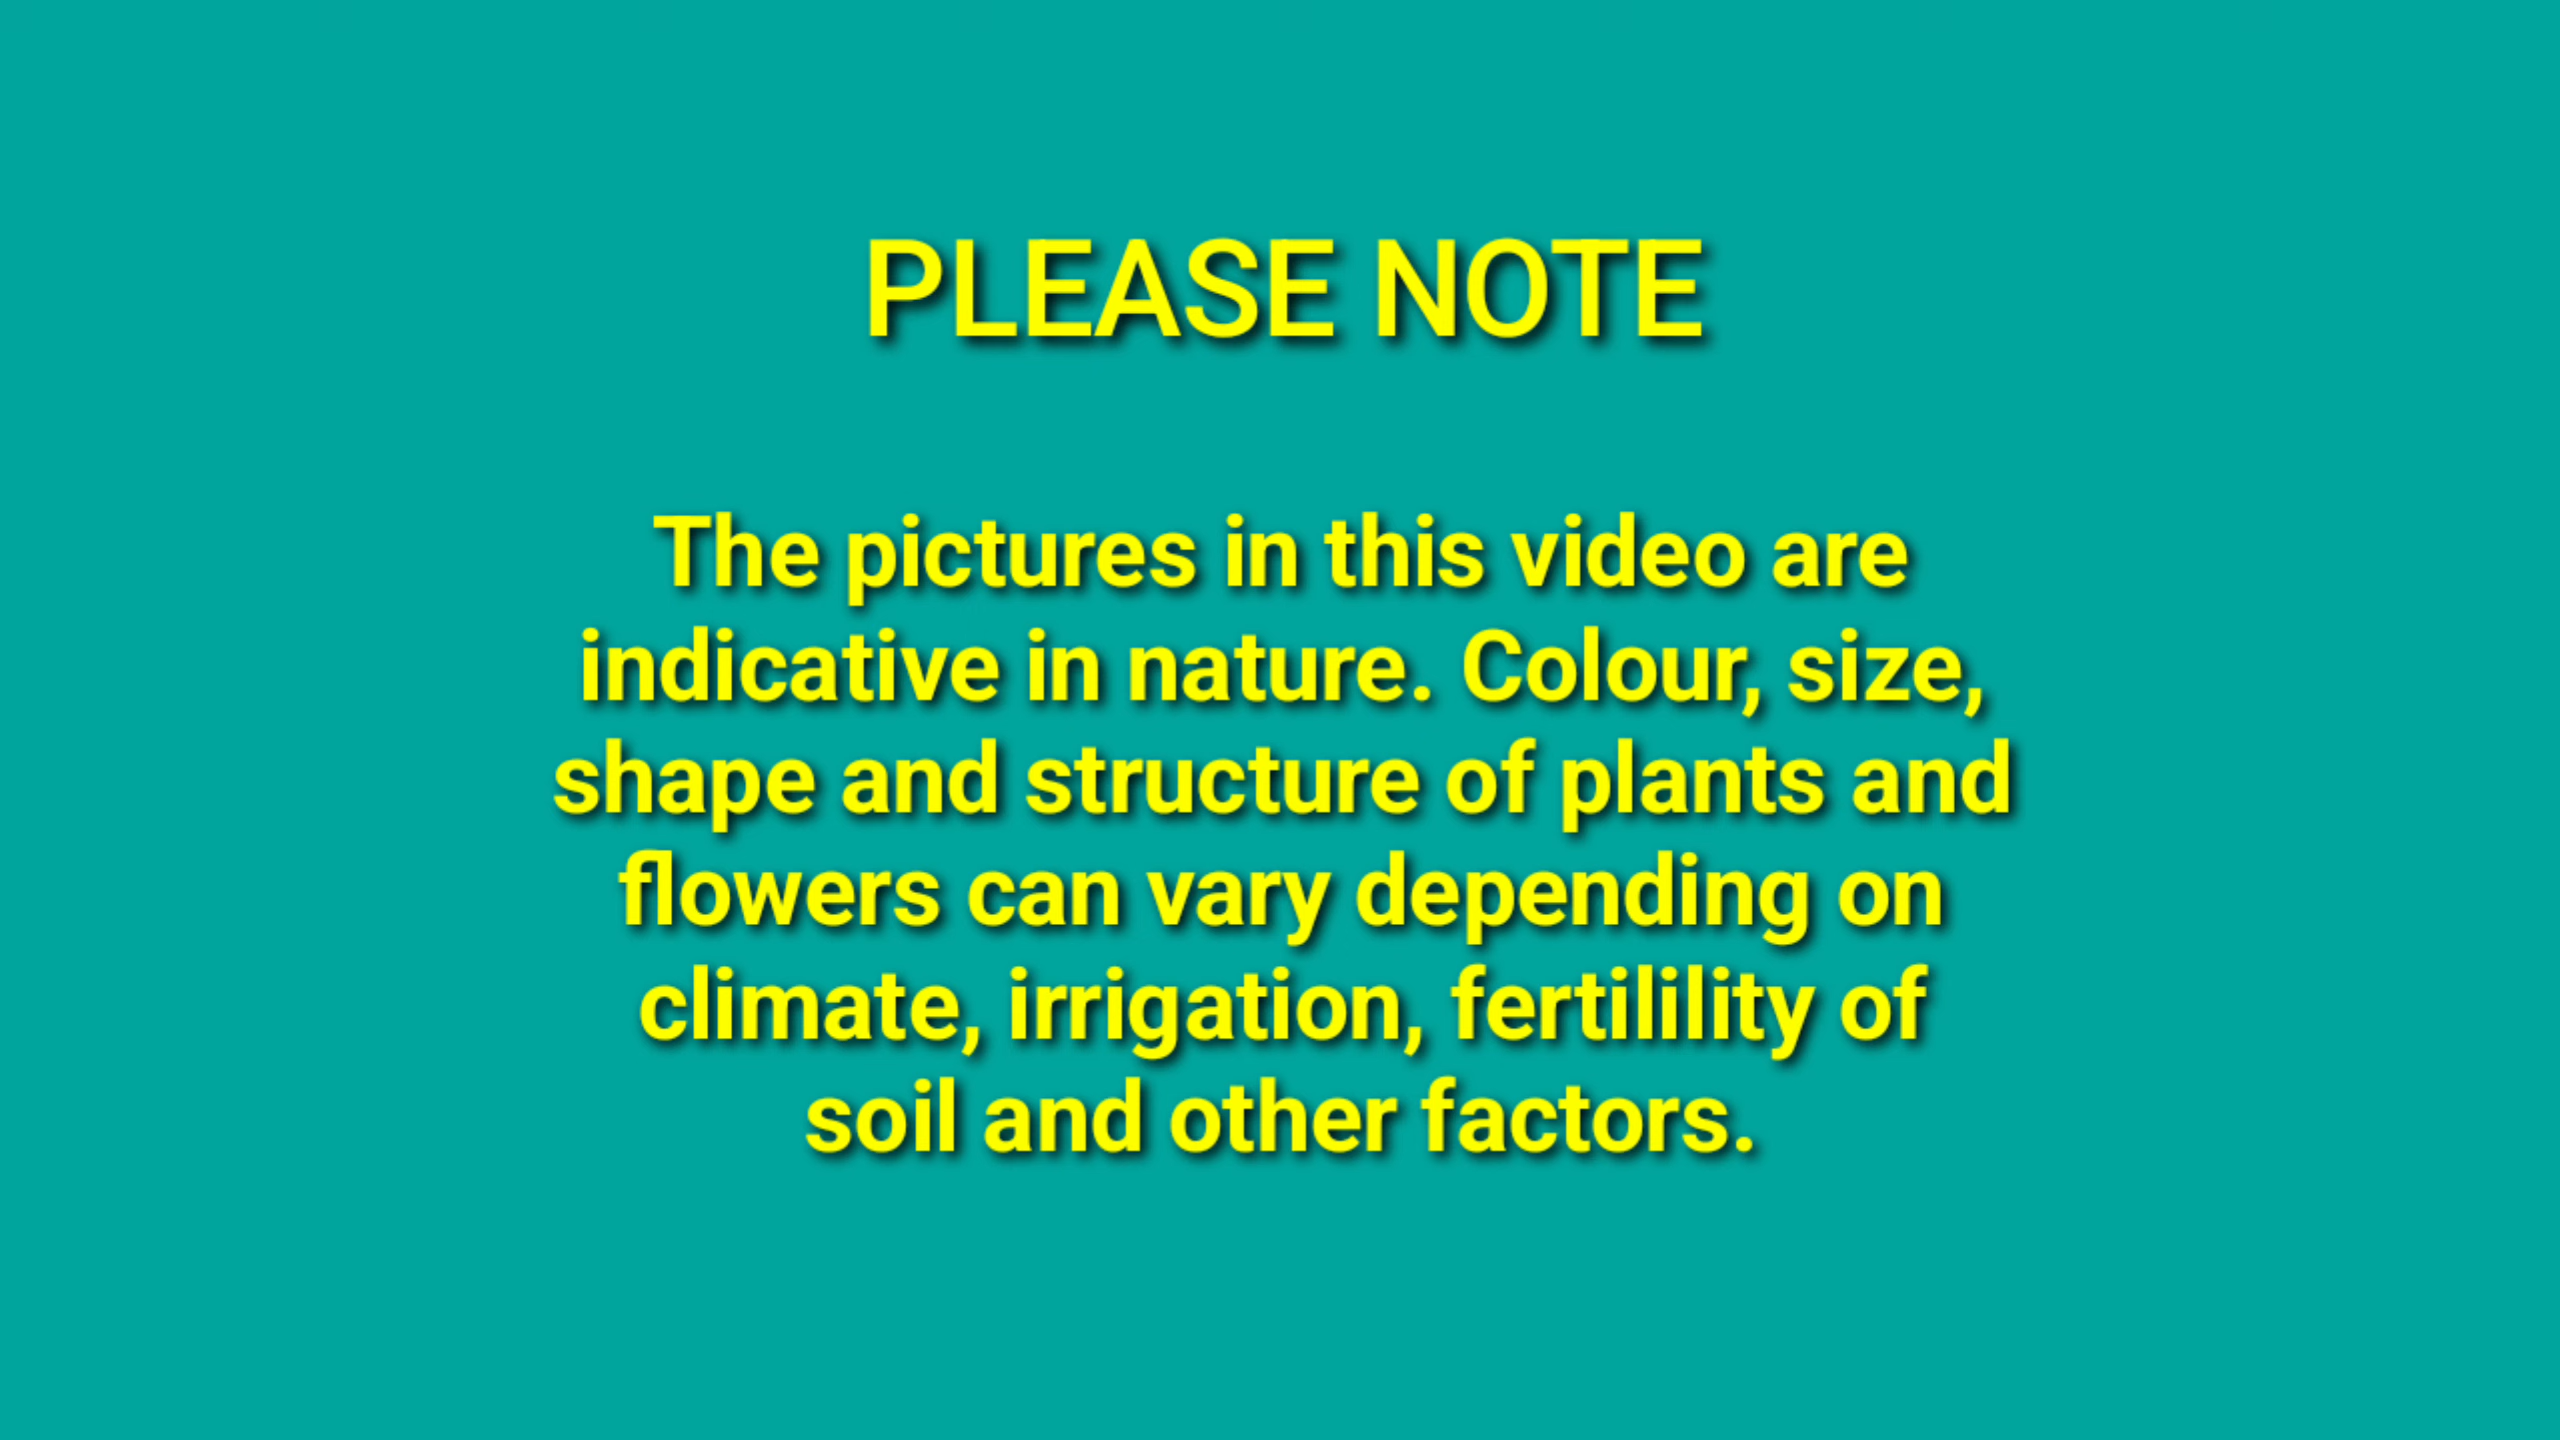 PLEASE NOTE
The pictures in this video are
indicative in nature. Colour, size,
shape and structure of plants and
flowers can vary depending on
climate, irrigation, fertilility of
soil and other factors.